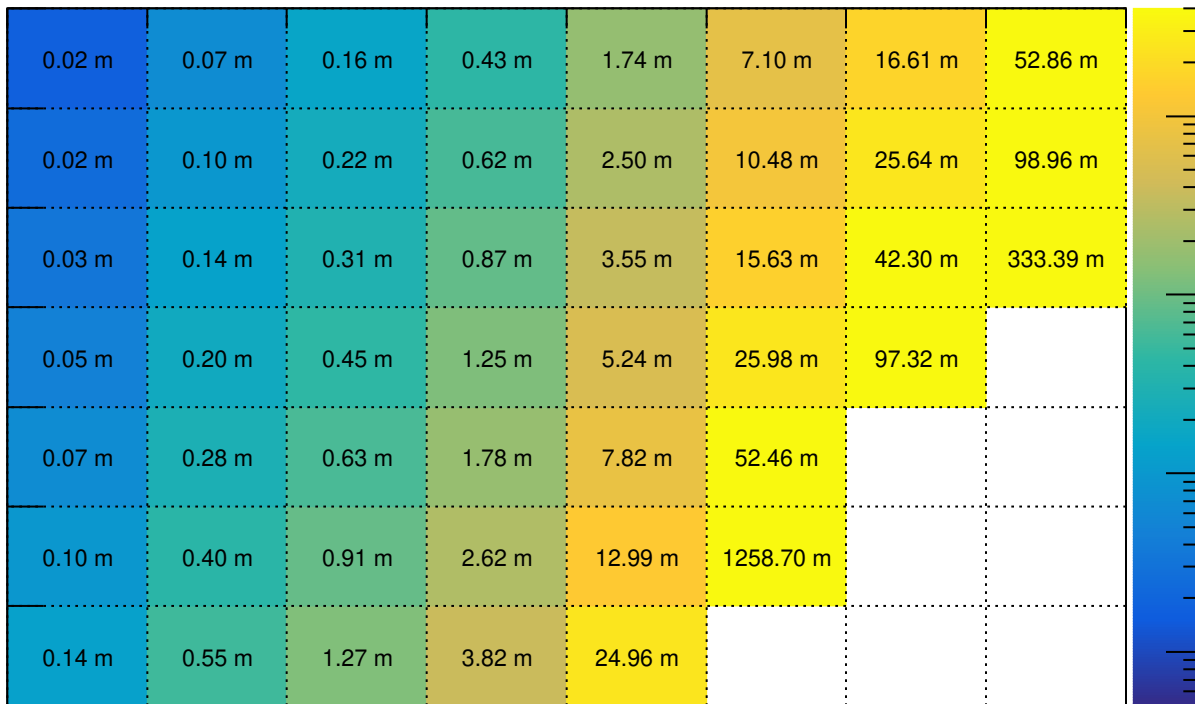 0.02 m 0.07 m 0.16 m 0.43 m 1.74 m 7.10 m 16.61 m 52.86 m
0.02 m 0.10 m 0.22 m 0.62 m 2.50 m 10.48 m 25.64 m 98.96 m
0.03 m 0.14 m 0.31 m 0.87 m 3.55 m 15.63 m 42.30 m 333.39 m
0.05 m 0.20 m 0.45 m 1.25 m 5.24 m 25.98 m 97.32 m
0.07 m 0.28 m 0.63 m 1.78 m 7.82 m 52.46 m
0.10 m 0.40 m 0.91 m 2.62 m 12.99 m 1258.70 m
0.14 m 0.55 m 1.27 m 3.82 m 24.96 m